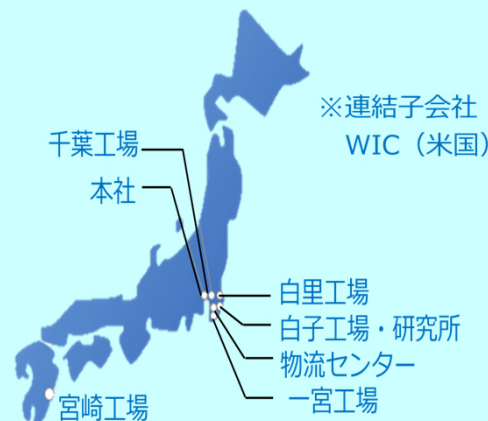 ※連結子会社
WIC（米国）
千葉工場
本社
白里工場
白子工場・研究所
物流センター
一宮工場
宮崎工場